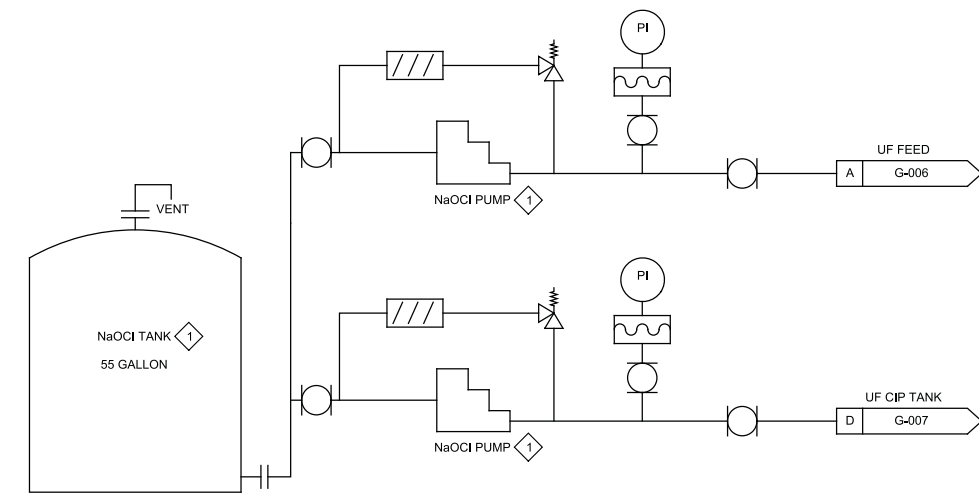 PI
UF FEED
A G-006
NaOCl PUMP 1
VENT
PI
NaOCl TANK 1
55 GALLON
UF CIP TANK
D G-007
NaOCl PUMP 1